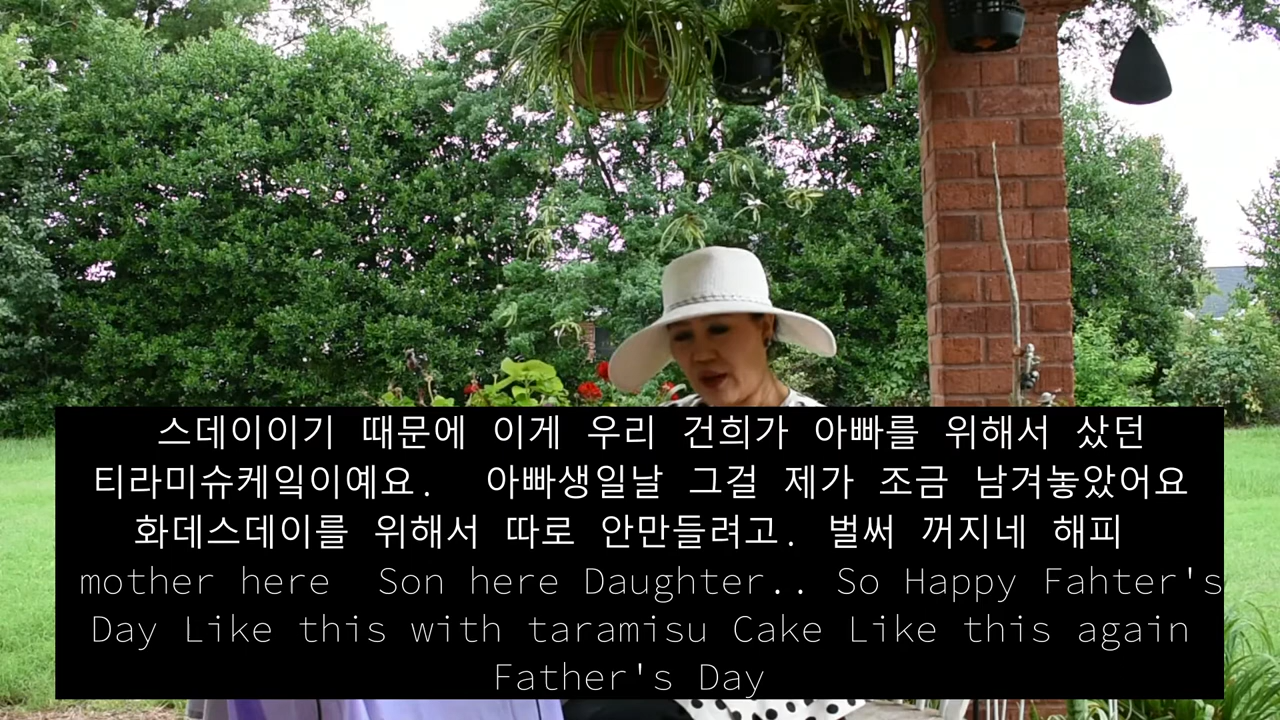 스데이이기 때문에 이게 우리 건희가 아빠를 위해서 샀던
티라미슈케잌이예요. 아빠생일날 그걸 제가 조금 남겨놓았어요
화데스데이를 위해서 따로 안만들려고. 벌써 꺼지네 해피
mother here Son here Daughter.. So Happy Fahter's
Day Like this with taramisu Cake Like this again
Father's Day